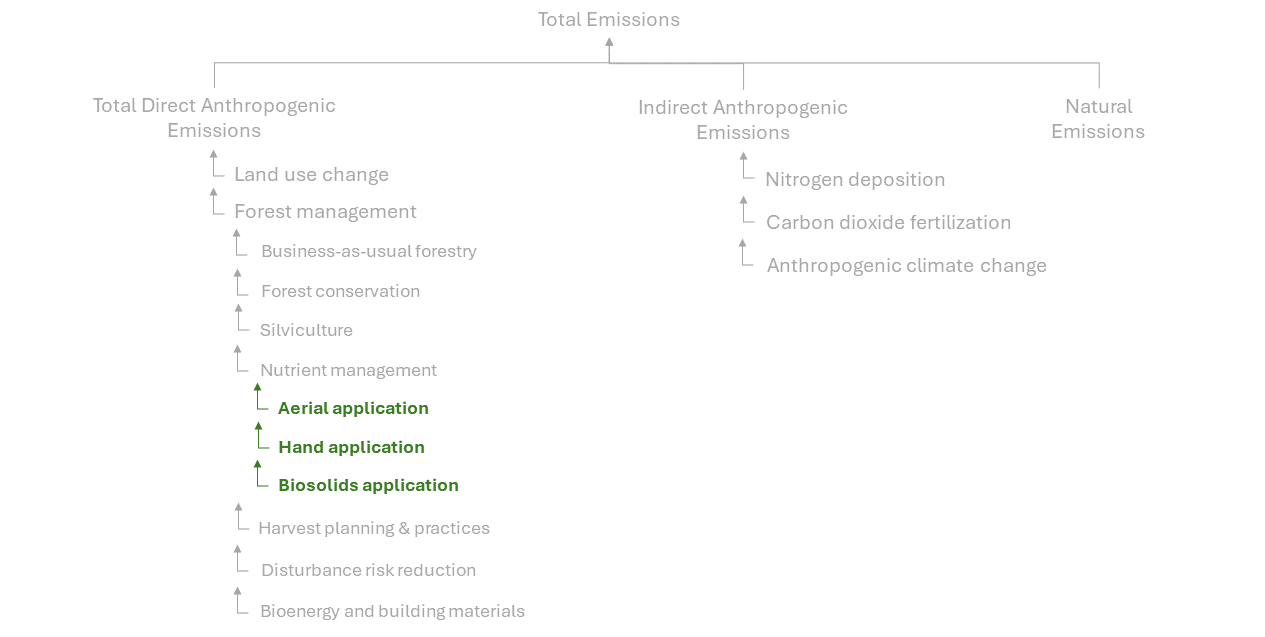 Total Emissions
Total Direct Anthropogenic
Emissions
Indirect Anthropogenic
Emissions
Natural
Emissions
Land use change
Forest management
Business-as-usual forestry
Forest conservation
Silviculture
Nutrient management
Aerial application
Hand application
Biosolids application
Harvest planning & practices
Disturbance risk reduction
Bioenergy and building materials
Nitrogen deposition
Carbon dioxide fertilization
Anthropogenic climate change